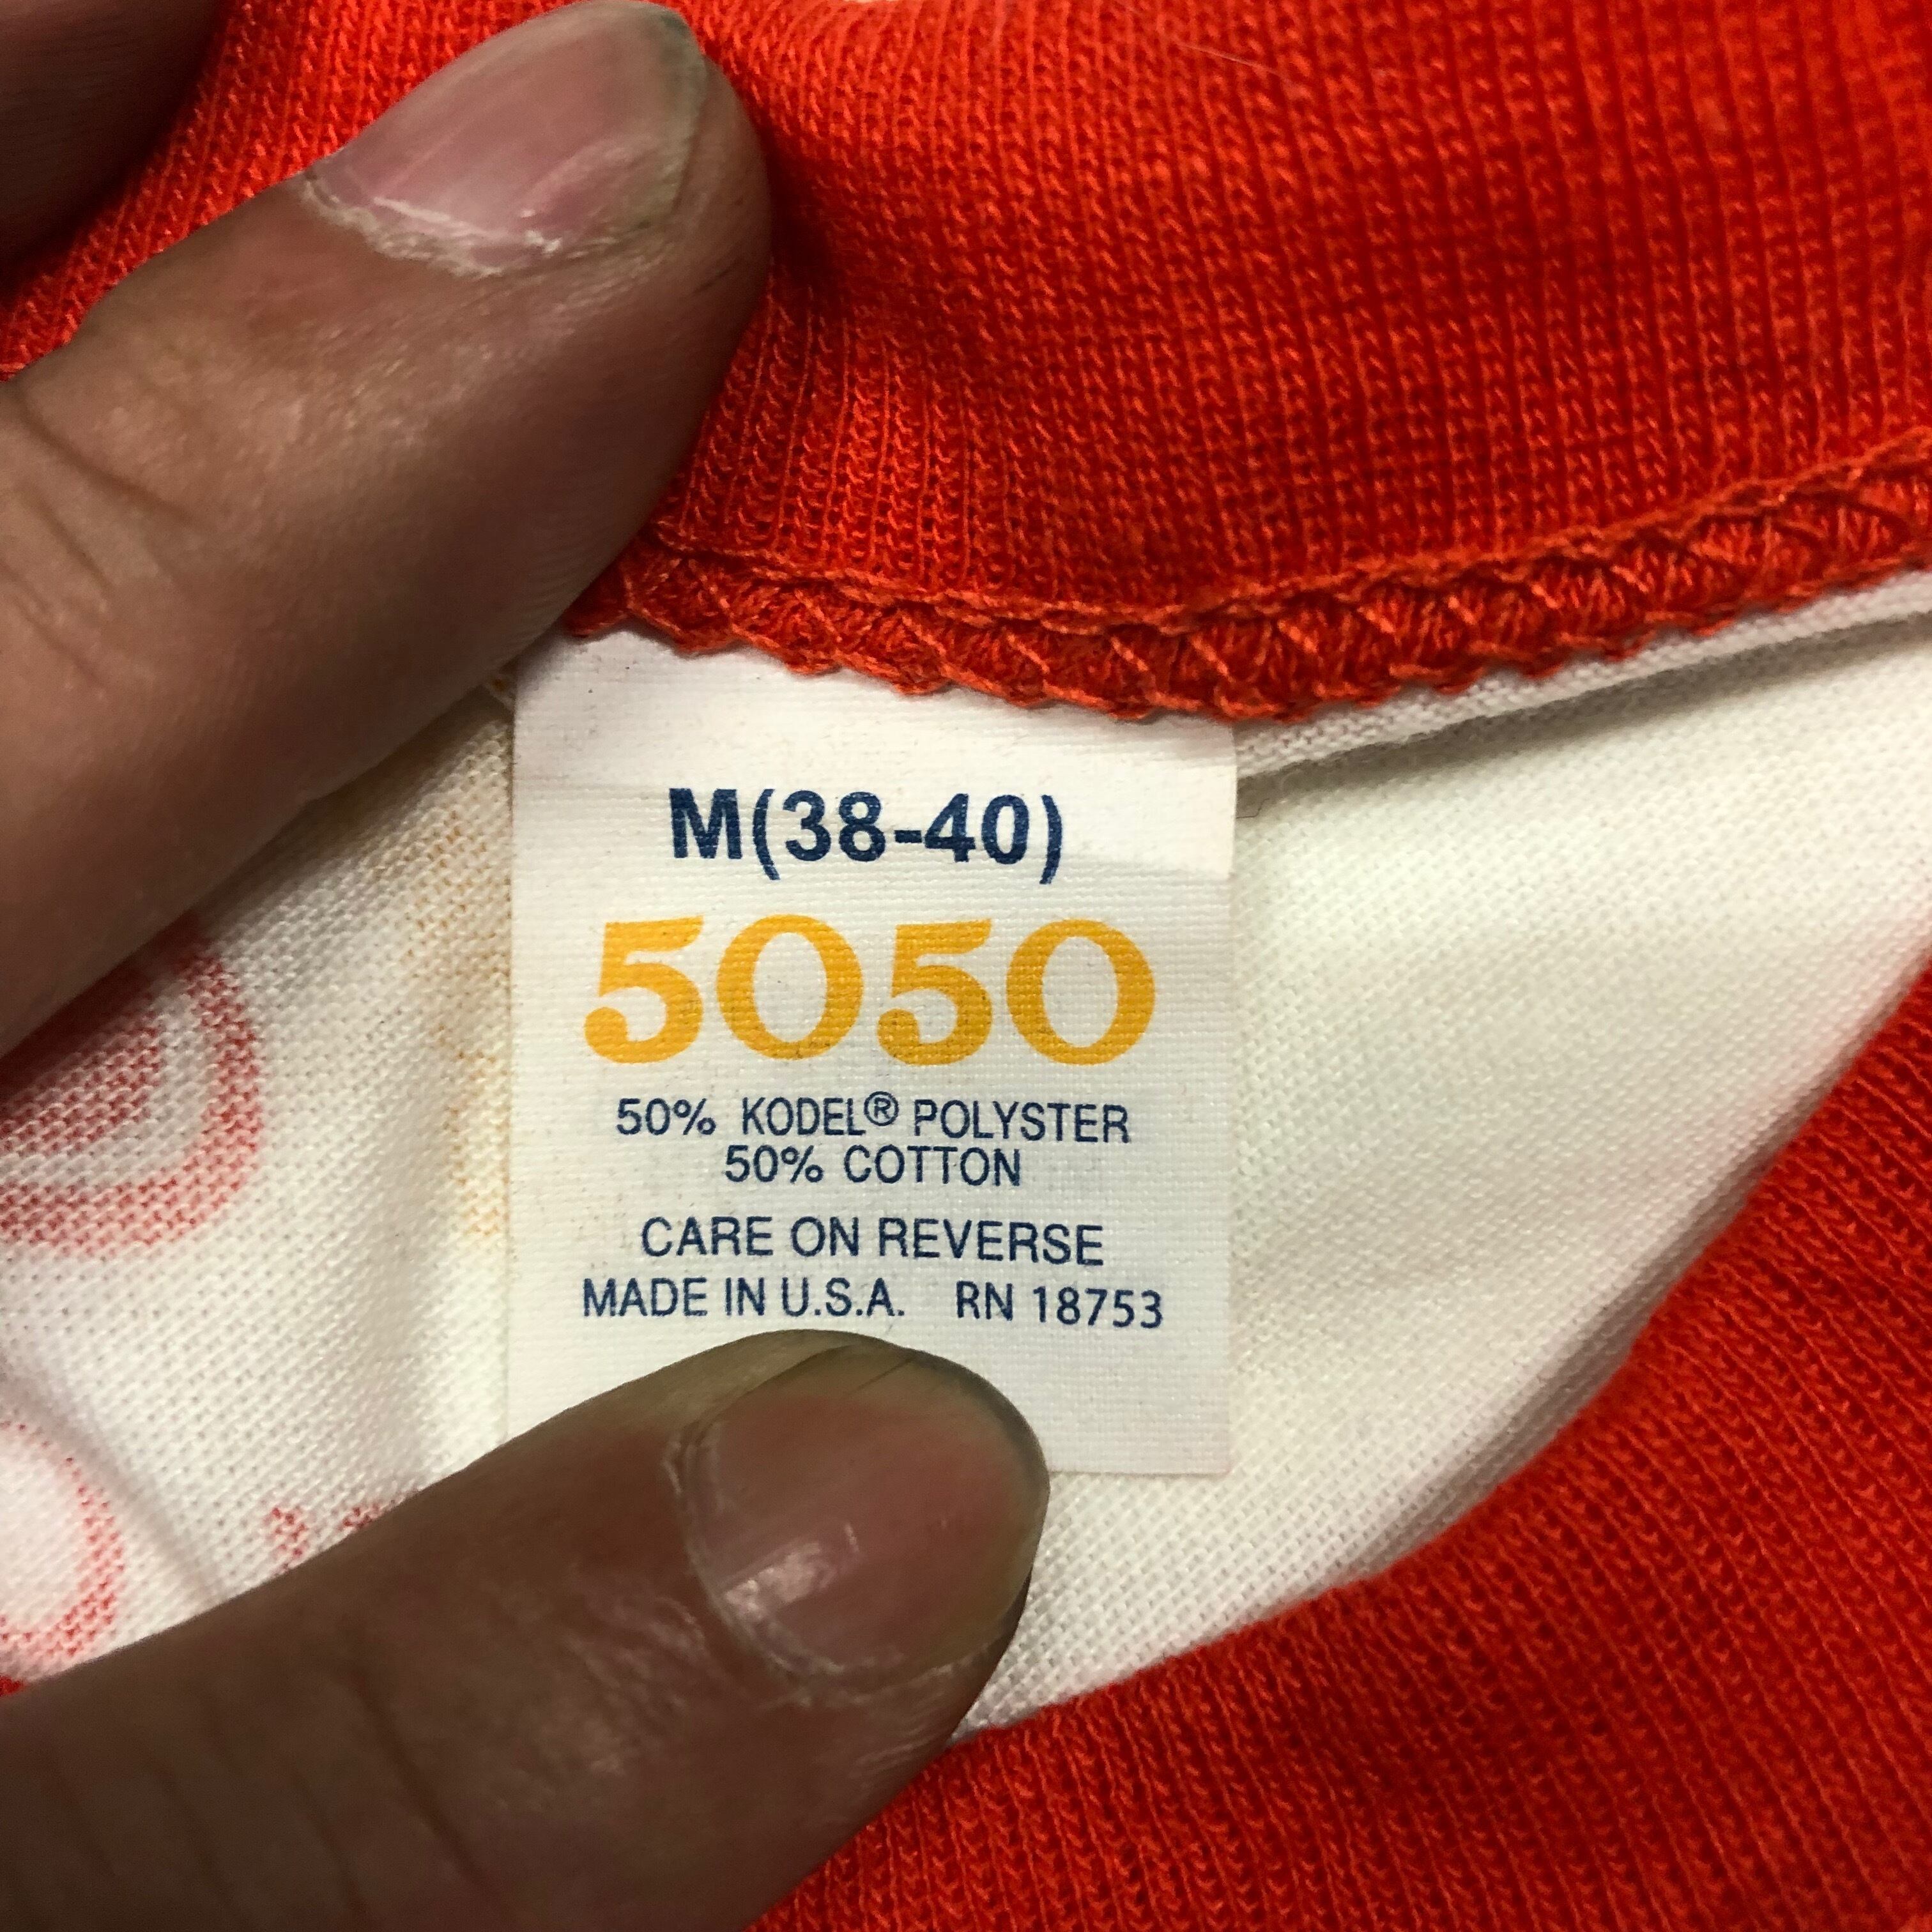 M(38-40)
5050
50% KODEL® POLYSTER
50% COTTON
CARE ON REVERSE
MADE IN U.S.A. RN 18753